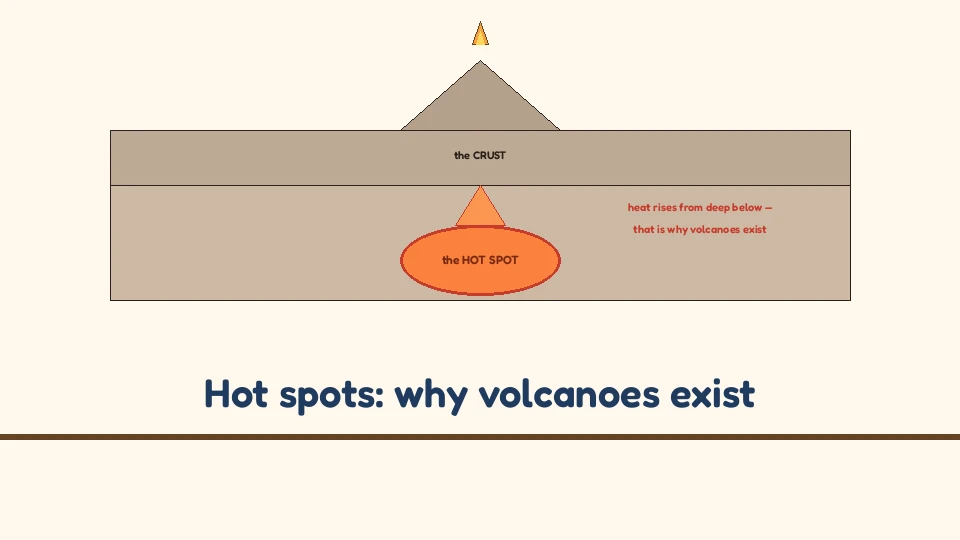 the CRUST
heat rises from deep below —
that is why volcanoes exist
the HOT SPOT
Hot spots: why volcanoes exist